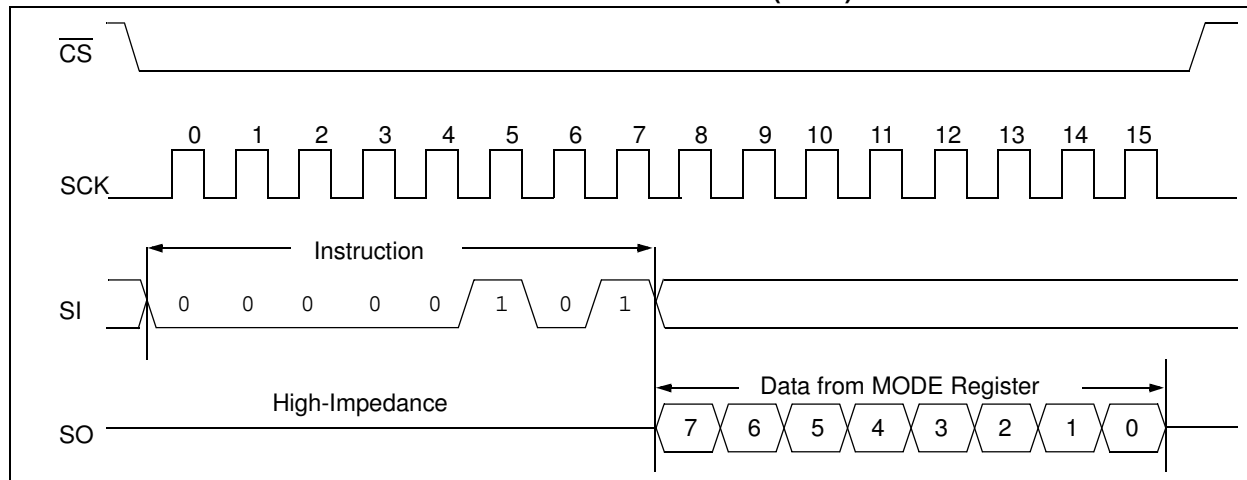 CS
0 1 2 3 4 5 6 7 8 9 10 11 12 13 14 15
SCK
Instruction
SI 0 0 0 0 0 1 0 1
Data from MODE Register
High-Impedance
SO 7 6 5 4 3 2 1 0